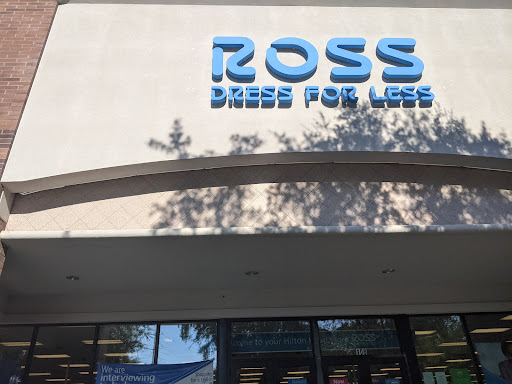 ROSS
DRESS FOR LESS
to your Hilton
We are
interviewing